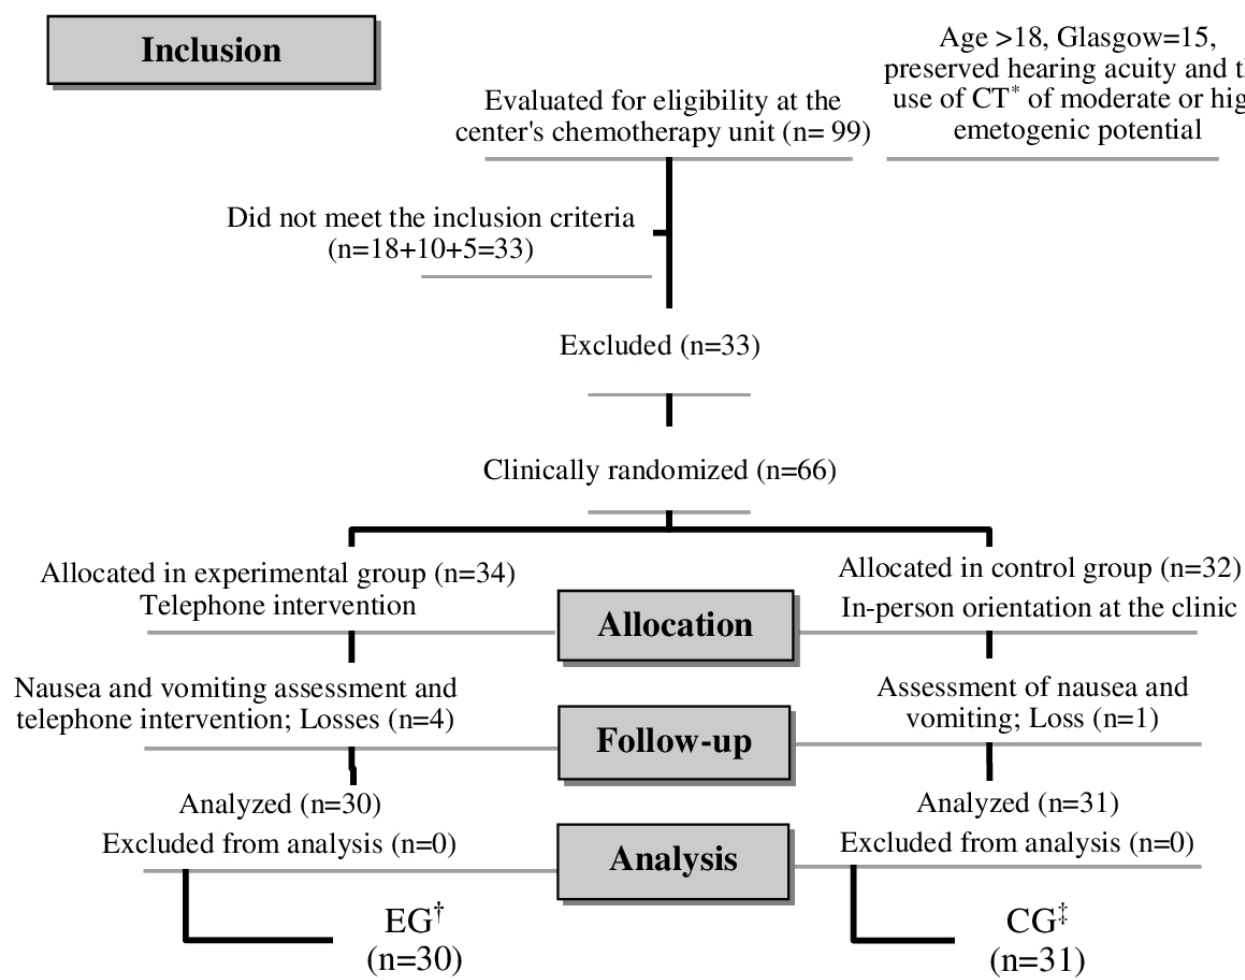 Inclusion
Age >18, Glasgow=15,
preserved hearing acuity and
use of CT* of moderate or
emetogenic potential
Evaluated for eligibility at the
center's chemotherapy unit (n= 99)
Did not meet the inclusion criteria
(n=18+10+5=33)
Excluded (n=33)
Clinically randomized (n=66)
Allocated in experimental group (n=34)
Telephone intervention
Allocation
Allocated in control group (n=32)
In-person orientation at the clinic
Nausea and vomiting assessment and
telephone intervention; Losses (n=4)
Follow-up
Assessment of nausea and
vomiting; Loss (n=1)
Analyzed (n=30)
Excluded from analysis (n=0)
Analysis
Analyzed (n=31)
Excluded from analysis (n=0)
EG†
(n=30)
CG‡
(n=31)